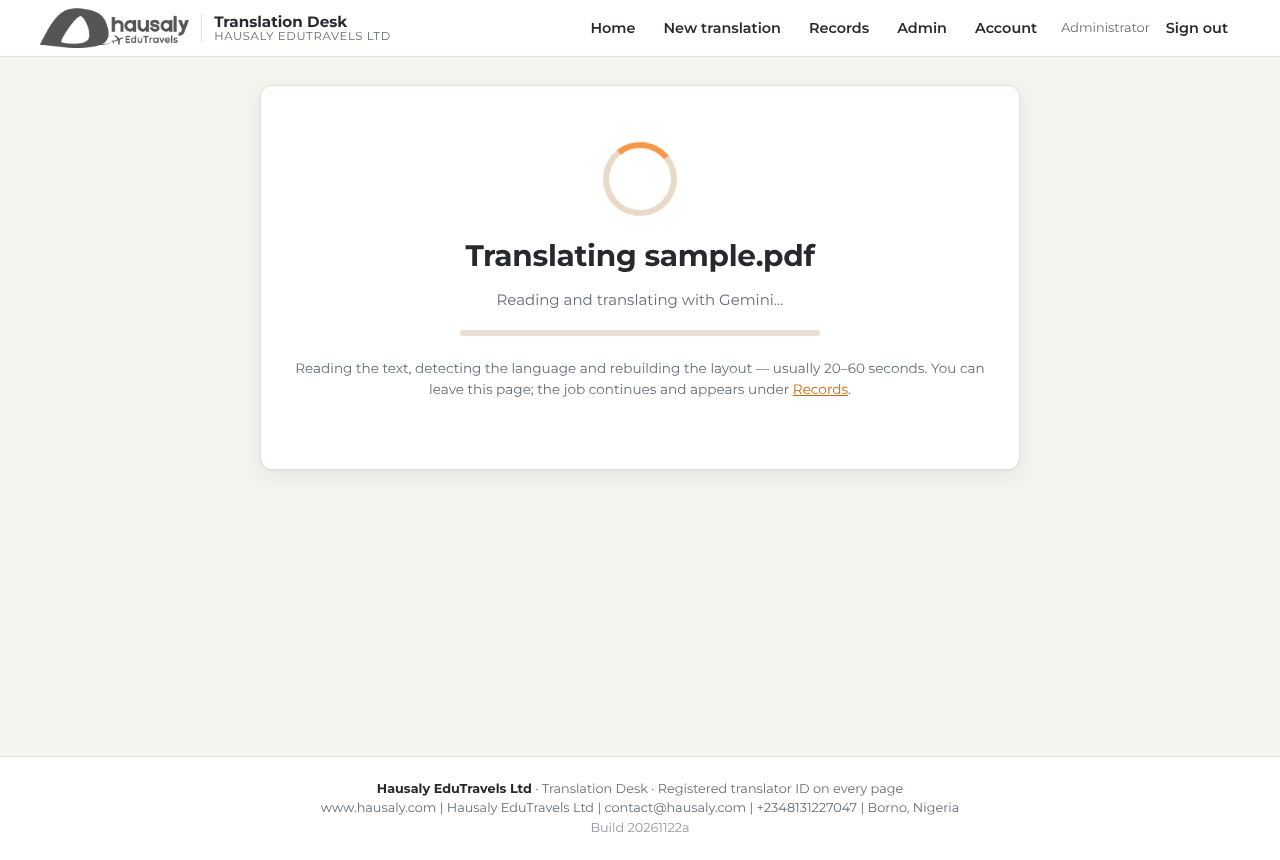 hausaly
EduTravels
Translation Desk
HAUSALY EDUTRAVELS LTD
Home New translation Records Admin Account Administrator Sign out
Translating sample.pdf
Reading and translating with Gemini…
Reading the text, detecting the language and rebuilding the layout — usually 20–60 seconds. You can
leave this page; the job continues and appears under Records.
Hausaly EduTravels Ltd · Translation Desk · Registered translator ID on every page
www.hausaly.com | Hausaly EduTravels Ltd | contact@hausaly.com | +2348131227047 | Borno, Nigeria
Build 20261122a